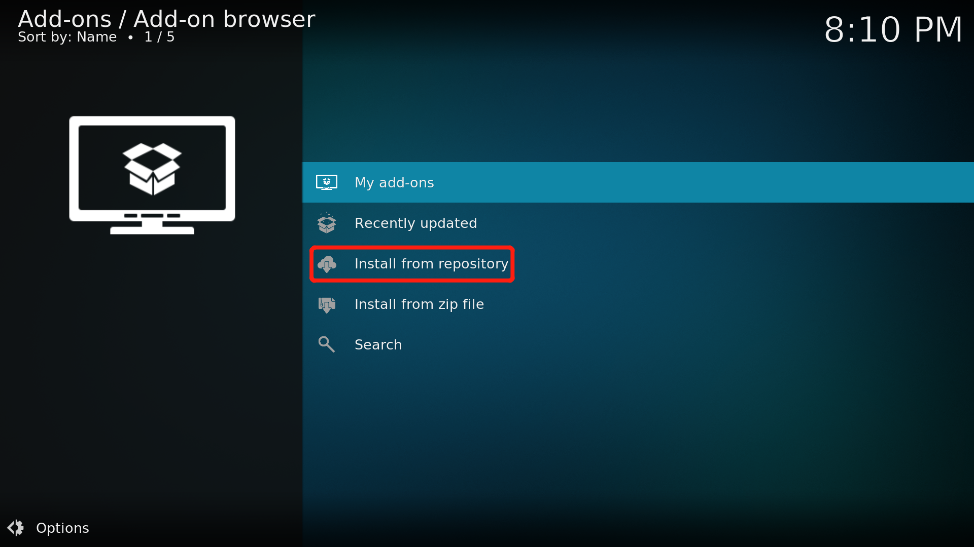 Add-ons / Add-on browser
Sort by: Name • 1 / 5
8:10 PM
My add-ons
Recently updated
Install from repository
Install from zip file
Search
Options